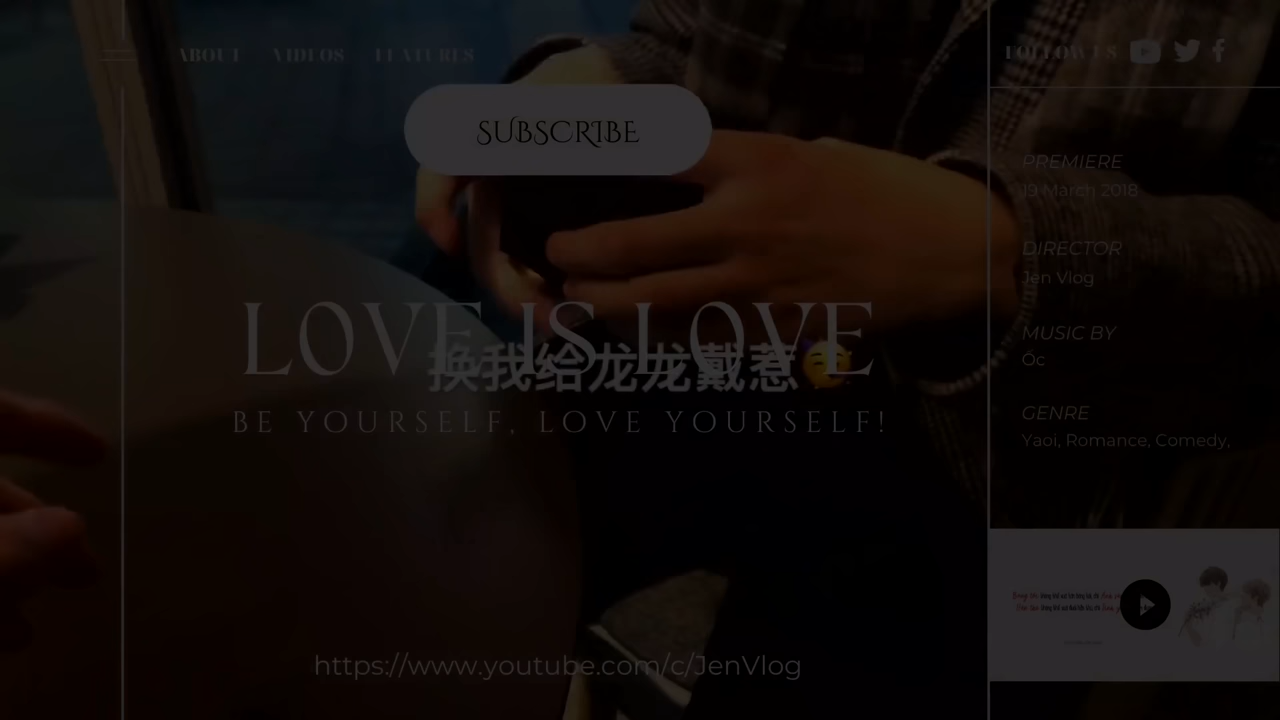 ABOUT VIDEOS FEATURES
FOLLOW US
SUBSCRIBE
PREMIERE
19 March 2018
DIRECTOR
Jen Vlog
MUSIC BY
Óc
GENRE
Yaoi, Romance, Comedy,
LOVE IS LOVE
换我给龙龙戴惹🥳
BE YOURSELF, LOVE YOURSELF!
https://www.youtube.com/c/JenVlog